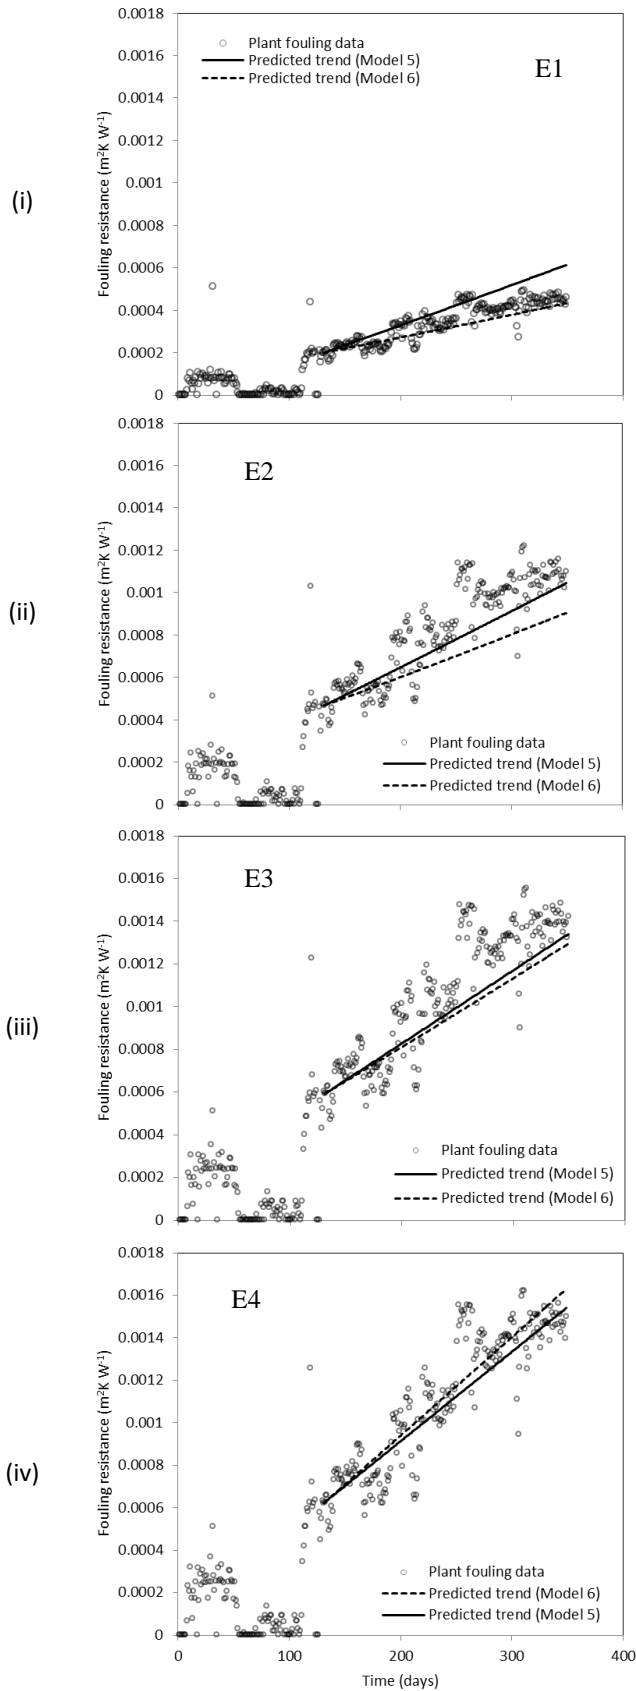 0.0018
Plant fouling data
Predicted trend (Model 5)
Predicted trend (Model 6)
E1
0.0016
0.0014
0.0012
0.001
0.0008
0.0006
0.0004
0.0002
0
Fouling resistance (m²K W⁻¹)
(i)
0
200
400
0.0018
0.0016
E2
0.0014
0.0012
0.001
0.0008
0.0006
0.0004
0.0002
0
Fouling resistance (m²K W⁻¹)
(ii)
Plant fouling data
Predicted trend (Model 5)
Predicted trend (Model 6)
0.0018
0.0016
E3
0.0014
0.0012
0.001
0.0008
0.0006
0.0004
0.0002
0
Fouling resistance (m²K W⁻¹)
(iii)
Plant fouling data
Predicted trend (Model 5)
Predicted trend (Model 6)
0.0018
0.0016
E4
0.0014
0.0012
0.001
0.0008
0.0006
0.0004
0.0002
0
Fouling resistance (m²K W⁻¹)
(iv)
Plant fouling data
Predicted trend (Model 6)
Predicted trend (Model 5)
0
100
200
300
400
Time (days)